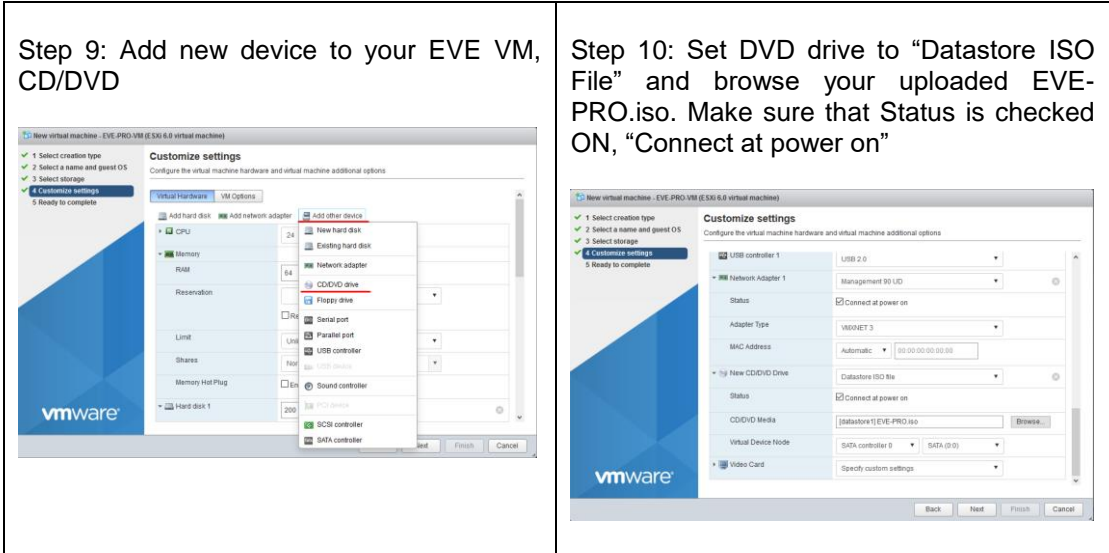 Step 9: Add new device to your EVE VM,
CD/DVD
New virtual machine - EVE-PRO-VM (ESXi 6.0 virtual machine)
1 Select creation type
2 Select a name and guest OS
3 Select storage
4 Customize settings
5 Ready to complete
Customize settings
Configure the virtual machine hardware and virtual machine additional options
Virtual Hardware VM Options
Add hard disk Add network adapter Add other device
CPU 24
Memory
RAM 64
Reservation
Limit
Shares
Memory Hot Plug
Hard disk 1 200
New hard disk
Existing hard disk
Network adapter
CD/DVD drive
Floppy drive
Serial port
Parallel port
USB controller
USB device
Sound controller
PCI device
SCSI controller
SATA controller
vmware
Finish Cancel
Step 10: Set DVD drive to “Datastore ISO
File” and browse your uploaded EVE-
PRO.iso. Make sure that Status is checked
ON, “Connect at power on”
New virtual machine - EVE-PRO-VM (ESXi 6.0 virtual machine)
1 Select creation type
2 Select a name and guest OS
3 Select storage
4 Customize settings
5 Ready to complete
Customize settings
Configure the virtual machine hardware and virtual machine additional options
USB controller 1 USB 2.0
Network Adapter 1 Management 90 UD
Status Connect at power on
Adapter Type VMXNET 3
MAC Address Automatic 00:00:00:00:00:00
New CD/DVD Drive Datastore ISO file
Status Connect at power on
CD/DVD Media [datastore1] EVE-PRO.iso Browse...
Virtual Device Node SATA controller 0 SATA (0:0)
Video Card Specify custom settings
vmware
Back Next Finish Cancel